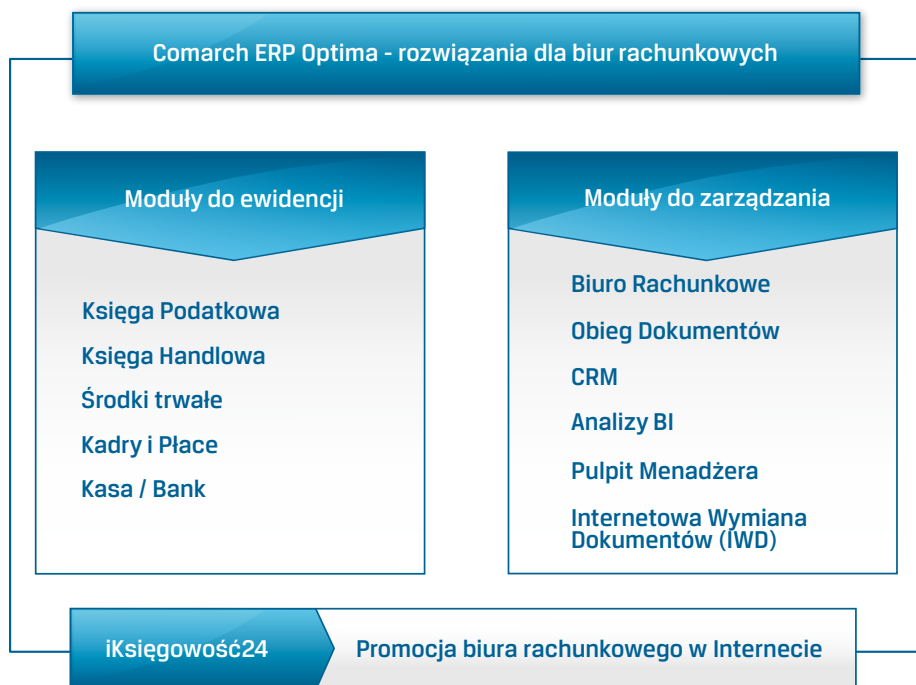 Comarch ERP Optima - rozwiązania dla biur rachunkowych
Moduły do ewidencji
Księga Podatkowa
Księga Handlowa
Środki trwałe
Kadry i Płace
Kasa / Bank
Moduły do zarządzania
Biuro Rachunkowe
Obieg Dokumentów
CRM
Analizy BI
Pulpit Menadżera
Internetowa Wymiana
Dokumentów (IWD)
iKsięgowość24
Promocja biura rachunkowego w Internecie